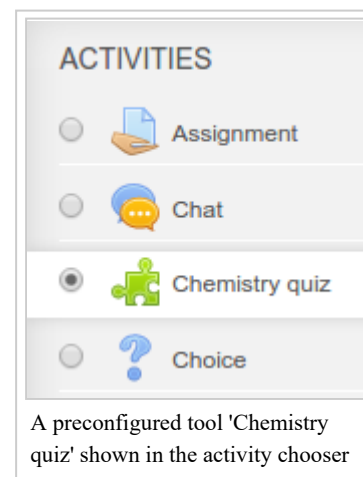 ACTIVITIES
Assignment
Chat
Chemistry quiz
Choice
A preconfigured tool 'Chemistry
quiz' shown in the activity chooser